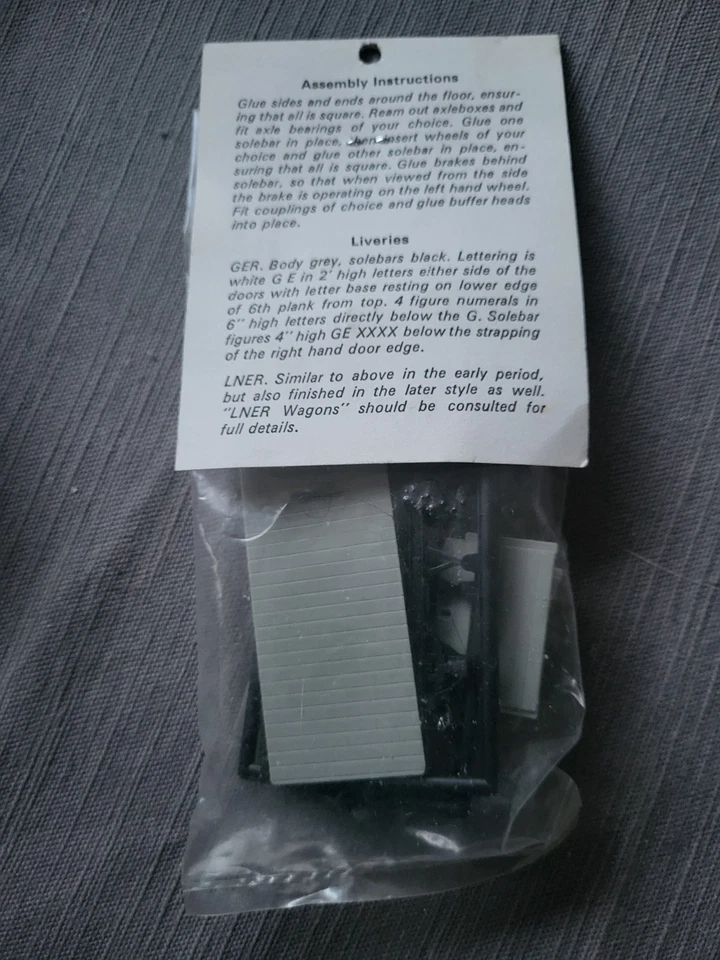 Assembly Instructions
Glue sides and ends around the floor, ensur-
ing that all is square. Ream out axleboxes and
fit axle bearings of your choice. Glue one
solebar in place, then insert wheels of your
choice and glue other solebar in place, en-
suring that all is square. Glue brakes behind
solebar, so that when viewed from the side
the brake is operating on the left hand wheel.
Fit couplings of choice and glue buffer heads
into place.
Liveries
GER. Body grey, solebars black. Lettering is
white G E in 2' high letters either side of the
doors with letter base resting on lower edge
of 6th plank from top. 4 figure numerals in
6" high letters directly below the G. Solebar
figures 4" high GE XXXX below the strapping
of the right hand door edge.
LNER. Similar to above in the early period,
but also finished in the later style as well.
"LNER Wagons" should be consulted for
full details.